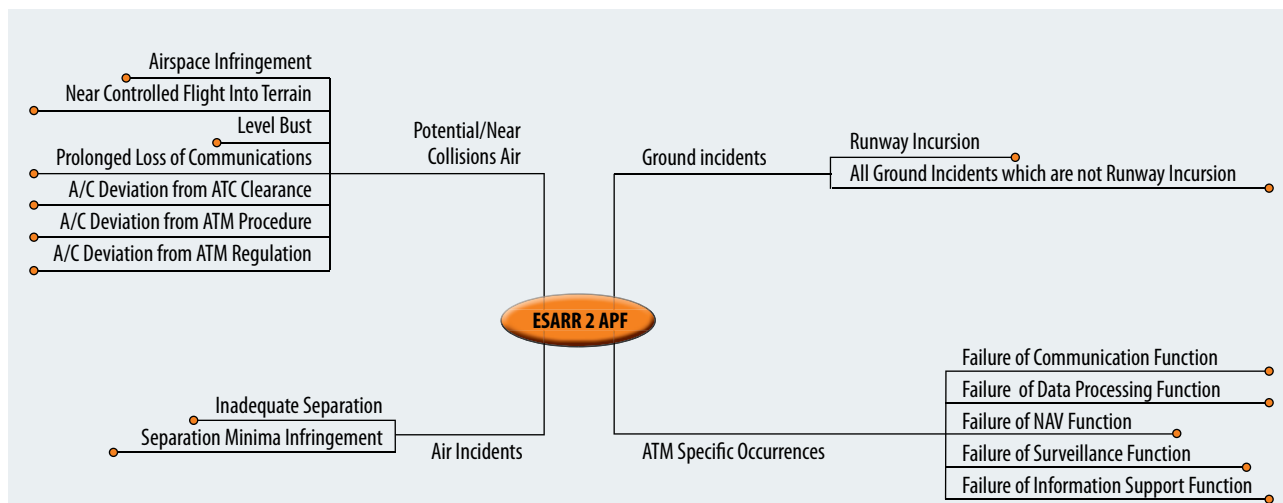 Airspace Infringement
Near Controlled Flight Into Terrain
Level Bust
Prolonged Loss of Communications
A/C Deviation from ATC Clearance
A/C Deviation from ATM Procedure
A/C Deviation from ATM Regulation
Potential/Near
Collisions Air
Ground incidents
Runway Incursion
All Ground Incidents which are not Runway Incursion
ESARR 2 APF
Inadequate Separation
Separation Minima Infringement
Air Incidents
ATM Specific Occurrences
Failure of Communication Function
Failure of Data Processing Function
Failure of NAV Function
Failure of Surveillance Function
Failure of Information Support Function